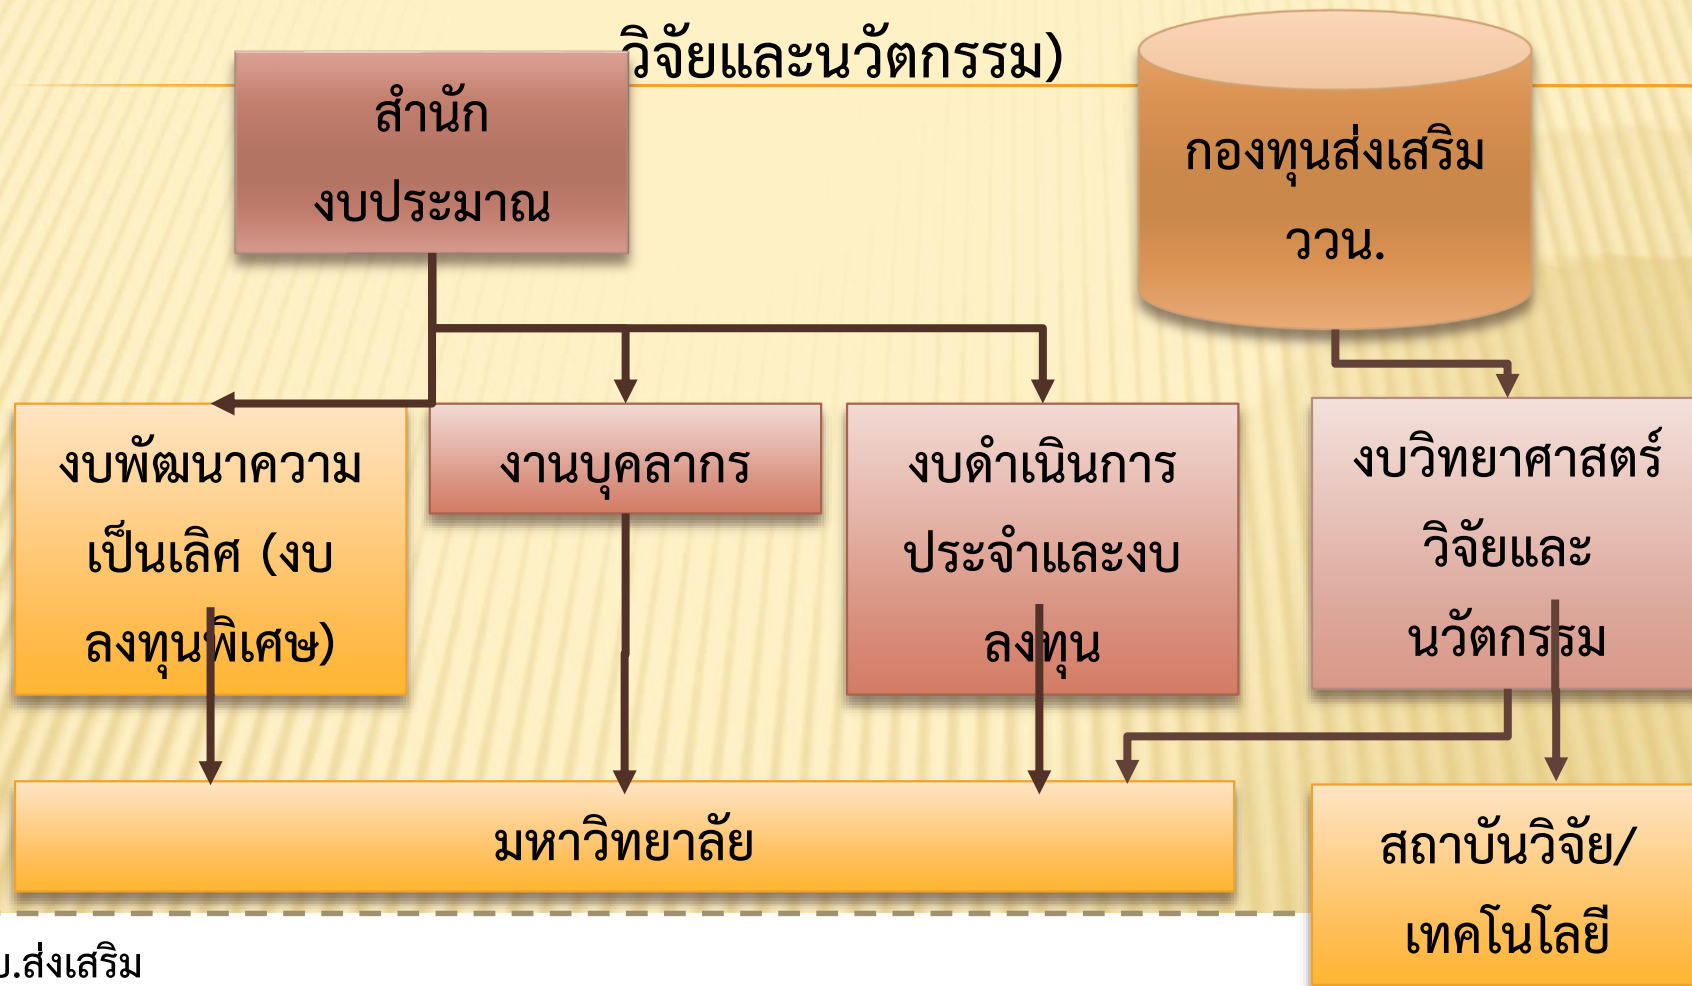 วิจัยและนวัตกรรม)
สำนัก
งบประมาณ
กองทุนส่งเสริม
ววน.
งบพัฒนาความ
เป็นเลิศ (งบ
ลงทุนพิเศษ)
งานบุคลากร
งบดำเนินการ
ประจำและงบ
ลงทุน
งบวิทยาศาสตร์
วิจัยและ
นวัตกรรม
มหาวิทยาลัย
สถาบันวิจัย/
เทคโนโลยี
บ.ส่งเสริม